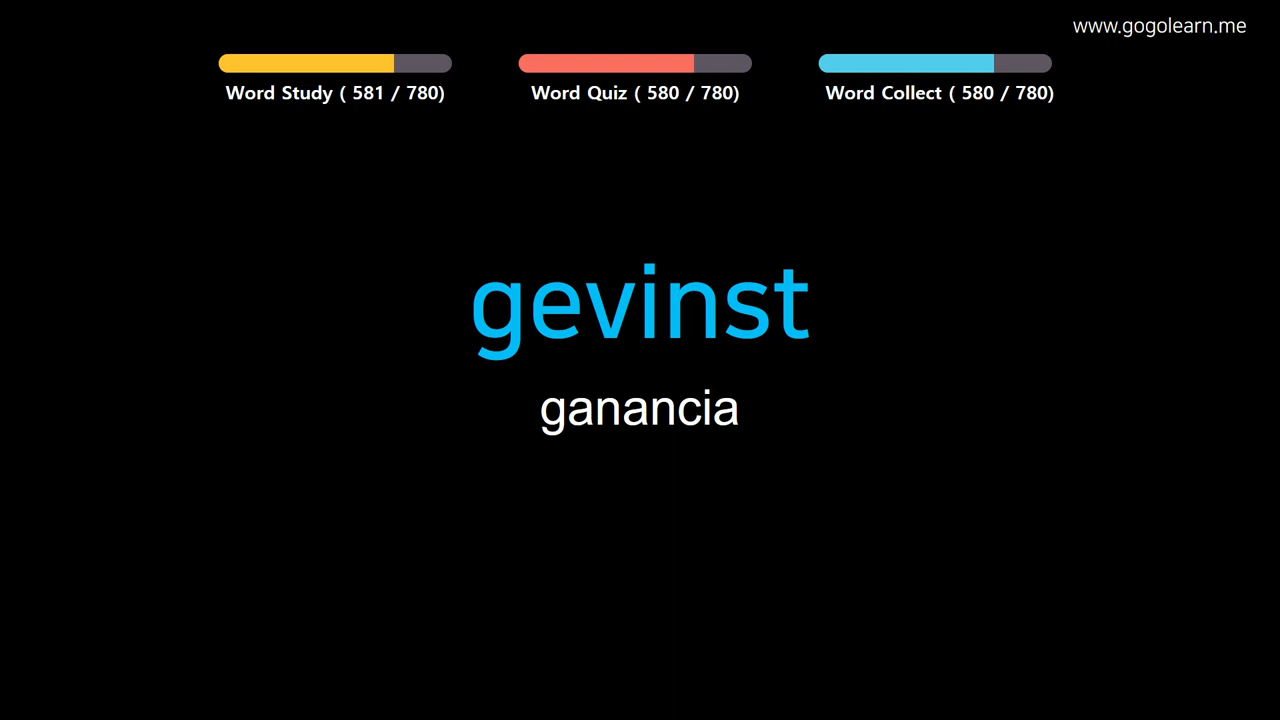 www.gogolearn.me
Word Study ( 581 / 780)
Word Quiz ( 580 / 780)
Word Collect ( 580 / 780)
gevinst
ganancia